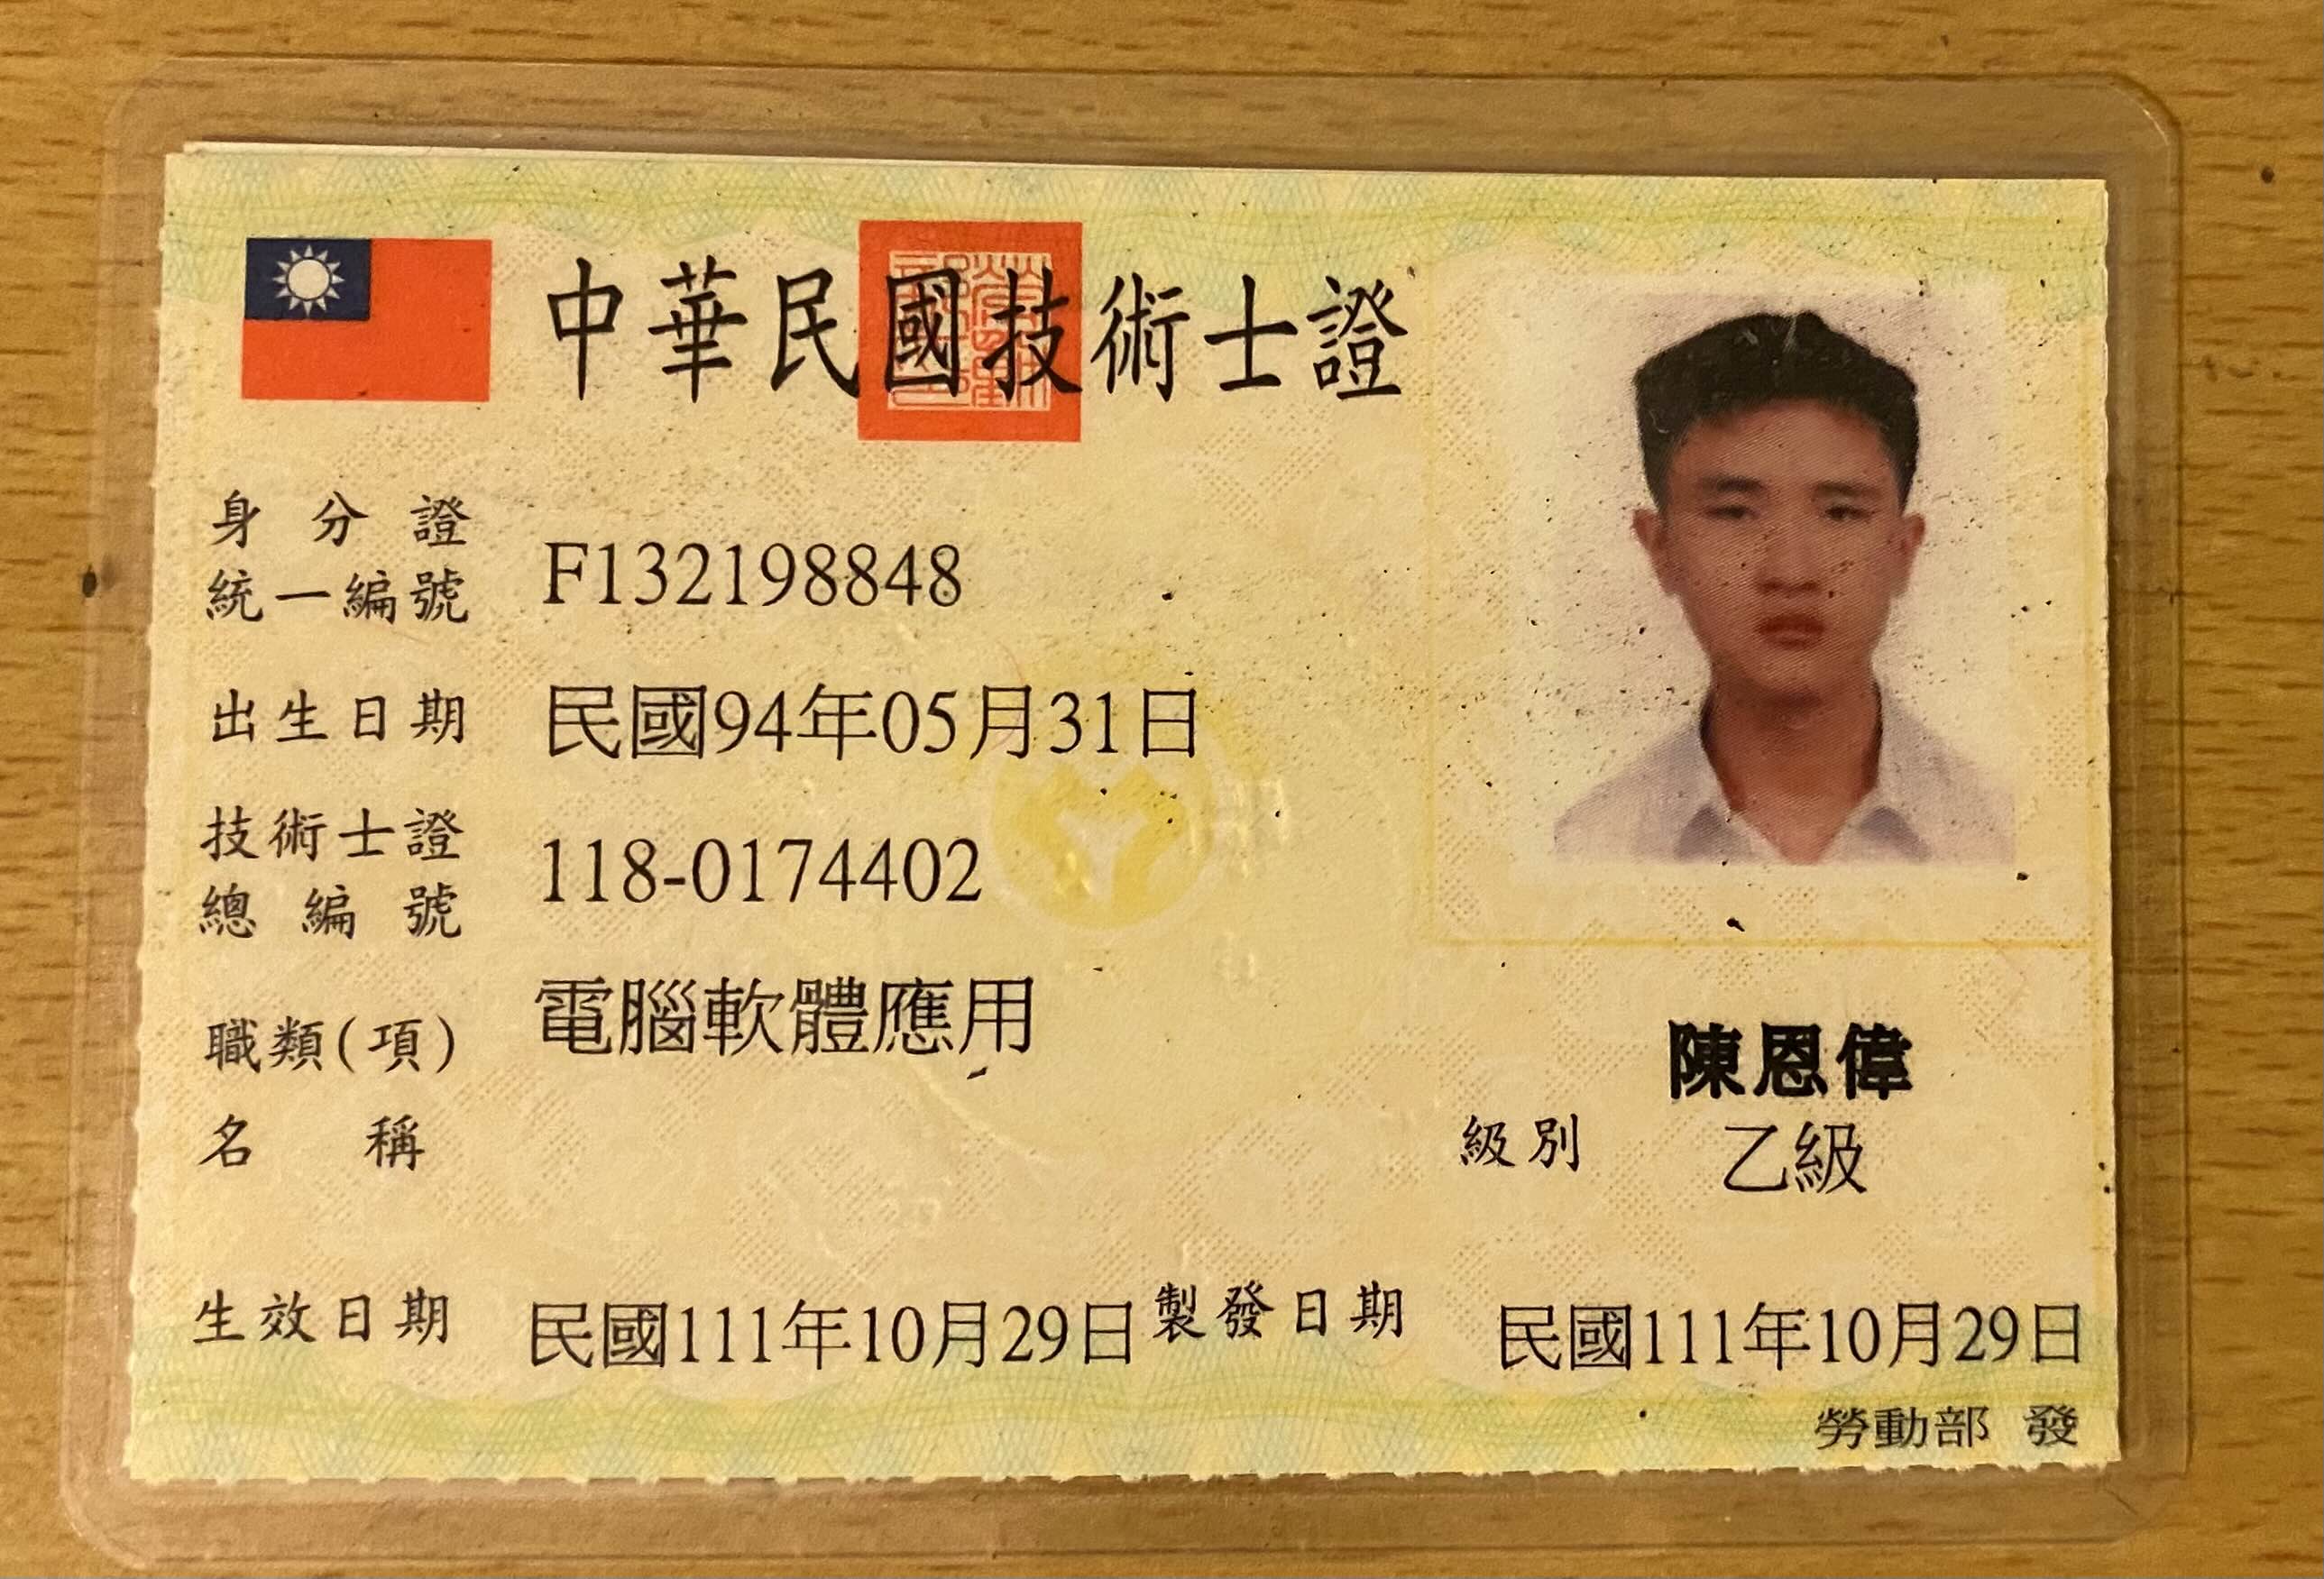 中華民國技術士證
身分證
統一編號 F132198848
出生日期 民國94年05月31日
技術士證
總編號 118-0174402
職類(項) 電腦軟體應用
名稱
陳恩偉
級別 乙級
生效日期 民國111年10月29日 製發日期 民國111年10月29日
勞動部 發